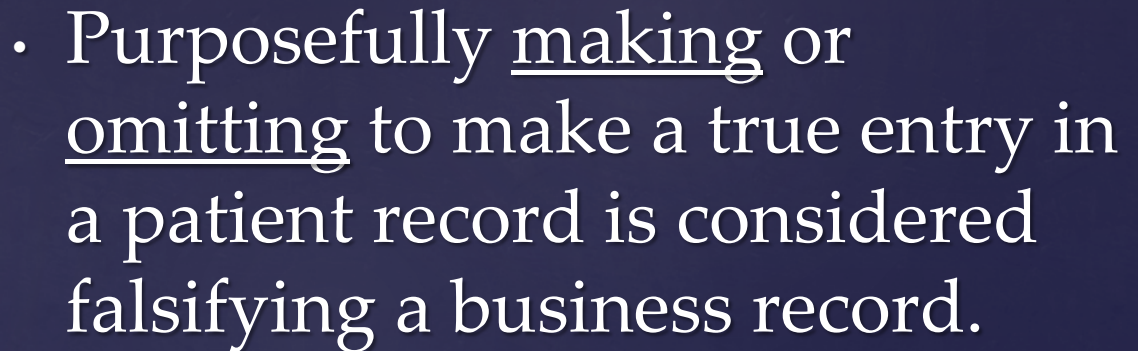 • Purposefully making or
omitting to make a true entry in
a patient record is considered
falsifying a business record.